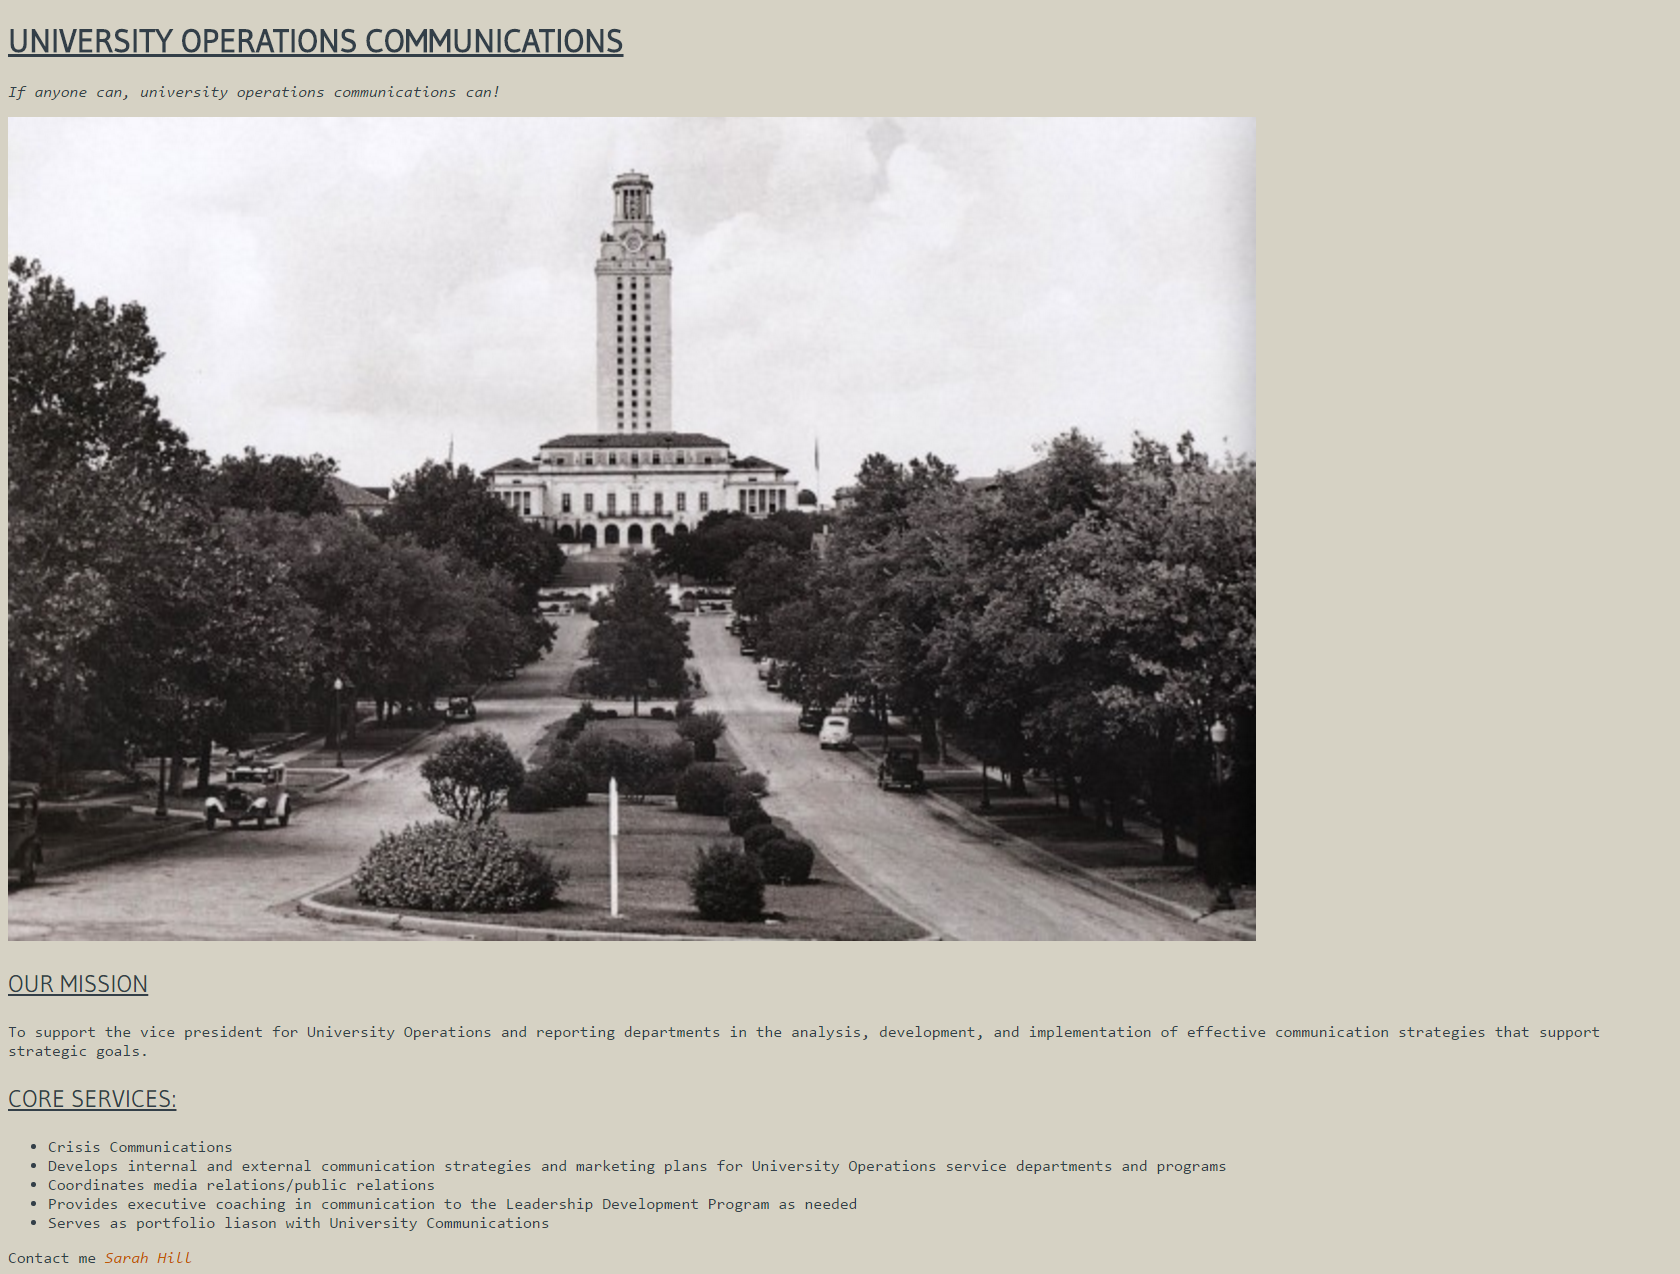 UNIVERSITY OPERATIONS COMMUNICATIONS
If anyone can, university operations communications can!
OUR MISSION
To support the vice president for University Operations and reporting departments in the analysis, development, and implementation of effective communication strategies that support
strategic goals.
CORE SERVICES:
• Crisis Communications
• Develops internal and external communication strategies and marketing plans for University Operations service departments and programs
• Coordinates media relations/public relations
• Provides executive coaching in communication to the Leadership Development Program as needed
• Serves as portfolio liason with University Communications
Contact me Sarah Hill